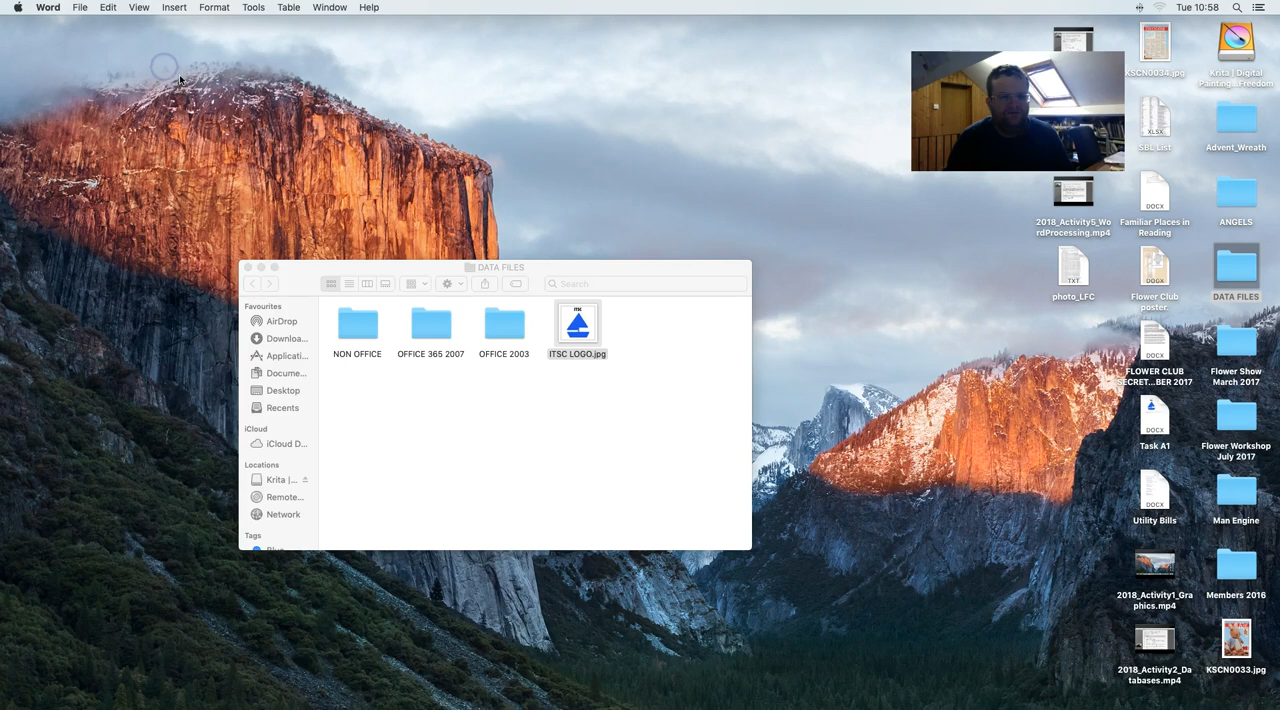 Word File Edit View Insert Format Tools Table Window Help
Tue 10:58
DATA FILES
Search
Favourites
AirDrop
Downloa...
Applicati...
Docume...
Desktop
Recents
iCloud
iCloud D...
Locations
Krita |...
Remote...
Network
Tags
Blue
NON OFFICE
OFFICE 365 2007
OFFICE 2003
ITSC
ITSC LOGO.jpg
KSCN0034.jpg
Krita | Digital
Painting...Freedom
XLSX
SBL List
Advent_Wreath
2018_Activity5_Wo
rdProcessing.mp4
DOCX
Familiar Places in
Reading
ANGELS
TXT
photo_LFC
DOCX
Flower Club
poster.
DATA FILES
DOCX
FLOWER CLUB
SECRET...BER 2017
Flower Show
March 2017
DOCX
Task A1
Flower Workshop
July 2017
DOCX
Utility Bills
Man Engine
2018_Activity1_Gra
phics.mp4
Members 2016
2018_Activity2_Da
tabases.mp4
KSCN0033.jpg